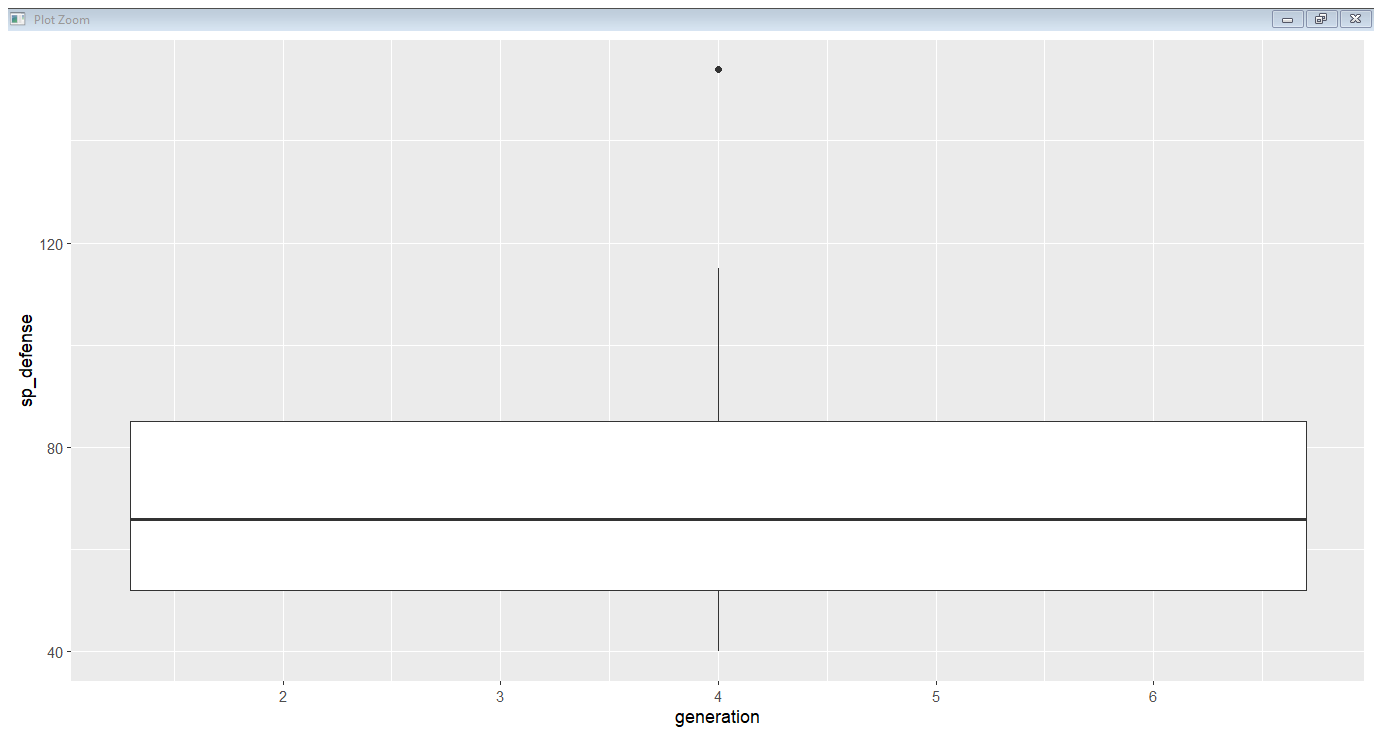 Plot Zoom
120
80
40
sp_defense
2 3 4 5 6
generation